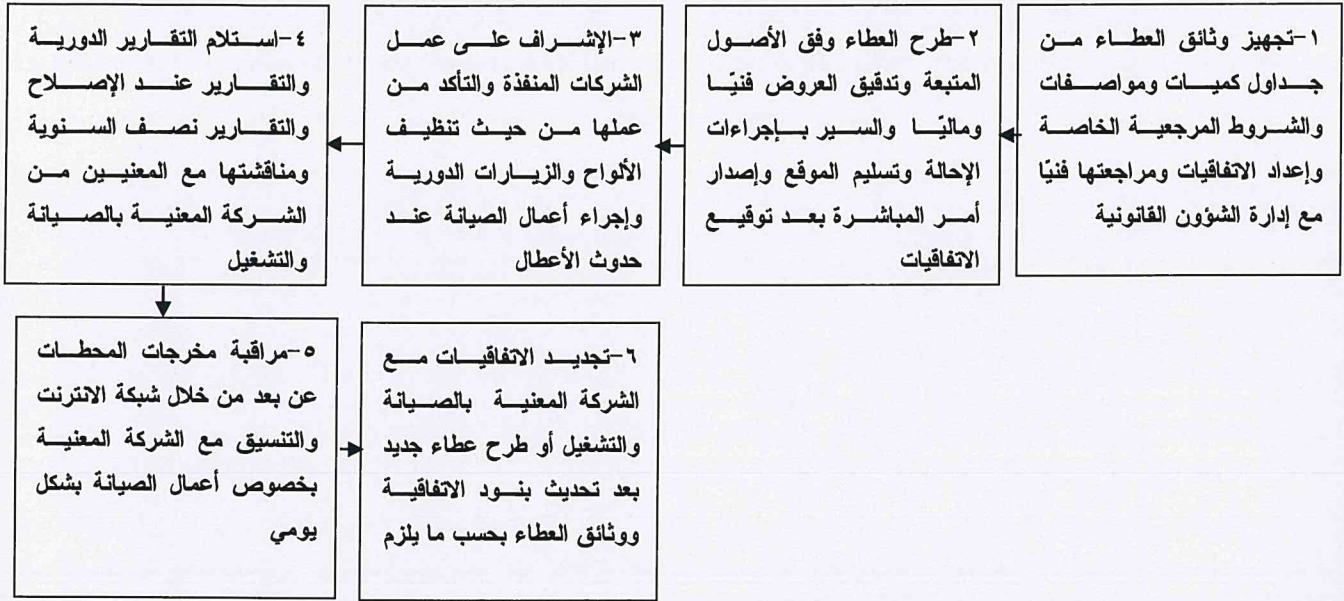 ١-تجهيز وثائق العطاء من
جداول كميات ومواصفات
والشروط المرجعية الخاصة
وإعداد الاتفاقيات ومراجعتها فنيًا
مع إدارة الشؤون القانونية
٢-طرح العطاء وفق الأصول
المتبعة وتدقيق العروض فنيًا
وماليًا والسير بإجراءات
الإحالة وتسليم الموقع وإصدار
أمر المباشرة بعد توقيع
الاتفاقيات
٣-الإشراف على عمل
الشركات المنفذة والتأكد من
عملها من حيث تنظيف
الألواح والزيارات الدورية
وإجراء أعمال الصيانة عند
حدوث الأعطال
٤-استلام التقارير الدورية
والتقارير عند الإصلاح
والتقارير نصف السنوية
ومناقشتها مع المعنيين من
الشركة المعنية بالصيانة
والتشغيل
٥-مراقبة مخرجات المحطات
عن بعد من خلال شبكة الانترنت
والتنسيق مع الشركة المعنية
بخصوص أعمال الصيانة بشكل
يومي
٦-تجديد الاتفاقيات مع
الشركة المعنية بالصيانة
والتشغيل أو طرح عطاء جديد
بعد تحديث بنود الاتفاقية
ووثائق العطاء بحسب ما يلزم